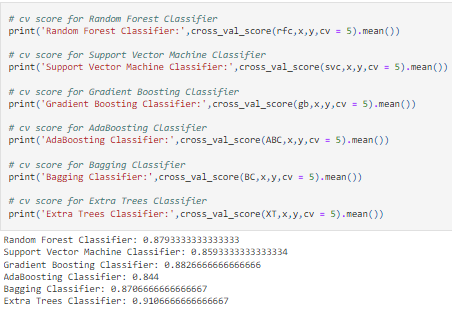 # cv score for Random Forest Classifier
print('Random Forest Classifier:',cross_val_score(rfc,x,y,cv = 5).mean())
# cv score for Support Vector Machine Classifier
print('Support Vector Machine Classifier:',cross_val_score(svc,x,y,cv = 5).mean())
# cv score for Gradient Boosting Classifier
print('Gradient Boosting Classifier:',cross_val_score(gb,x,y,cv = 5).mean())
# cv score for AdaBoosting Classifier
print('AdaBoosting Classifier:',cross_val_score(ABC,x,y,cv = 5).mean())
# cv score for Bagging Classifier
print('Bagging Classifier:',cross_val_score(BC,x,y,cv = 5).mean())
# cv score for Extra Trees Classifier
print('Extra Trees Classifier:',cross_val_score(XT,x,y,cv = 5).mean())
Random Forest Classifier: 0.8793333333333333
Support Vector Machine Classifier: 0.8593333333333334
Gradient Boosting Classifier: 0.8826666666666666
AdaBoosting Classifier: 0.844
Bagging Classifier: 0.8706666666666667
Extra Trees Classifier: 0.9106666666666667